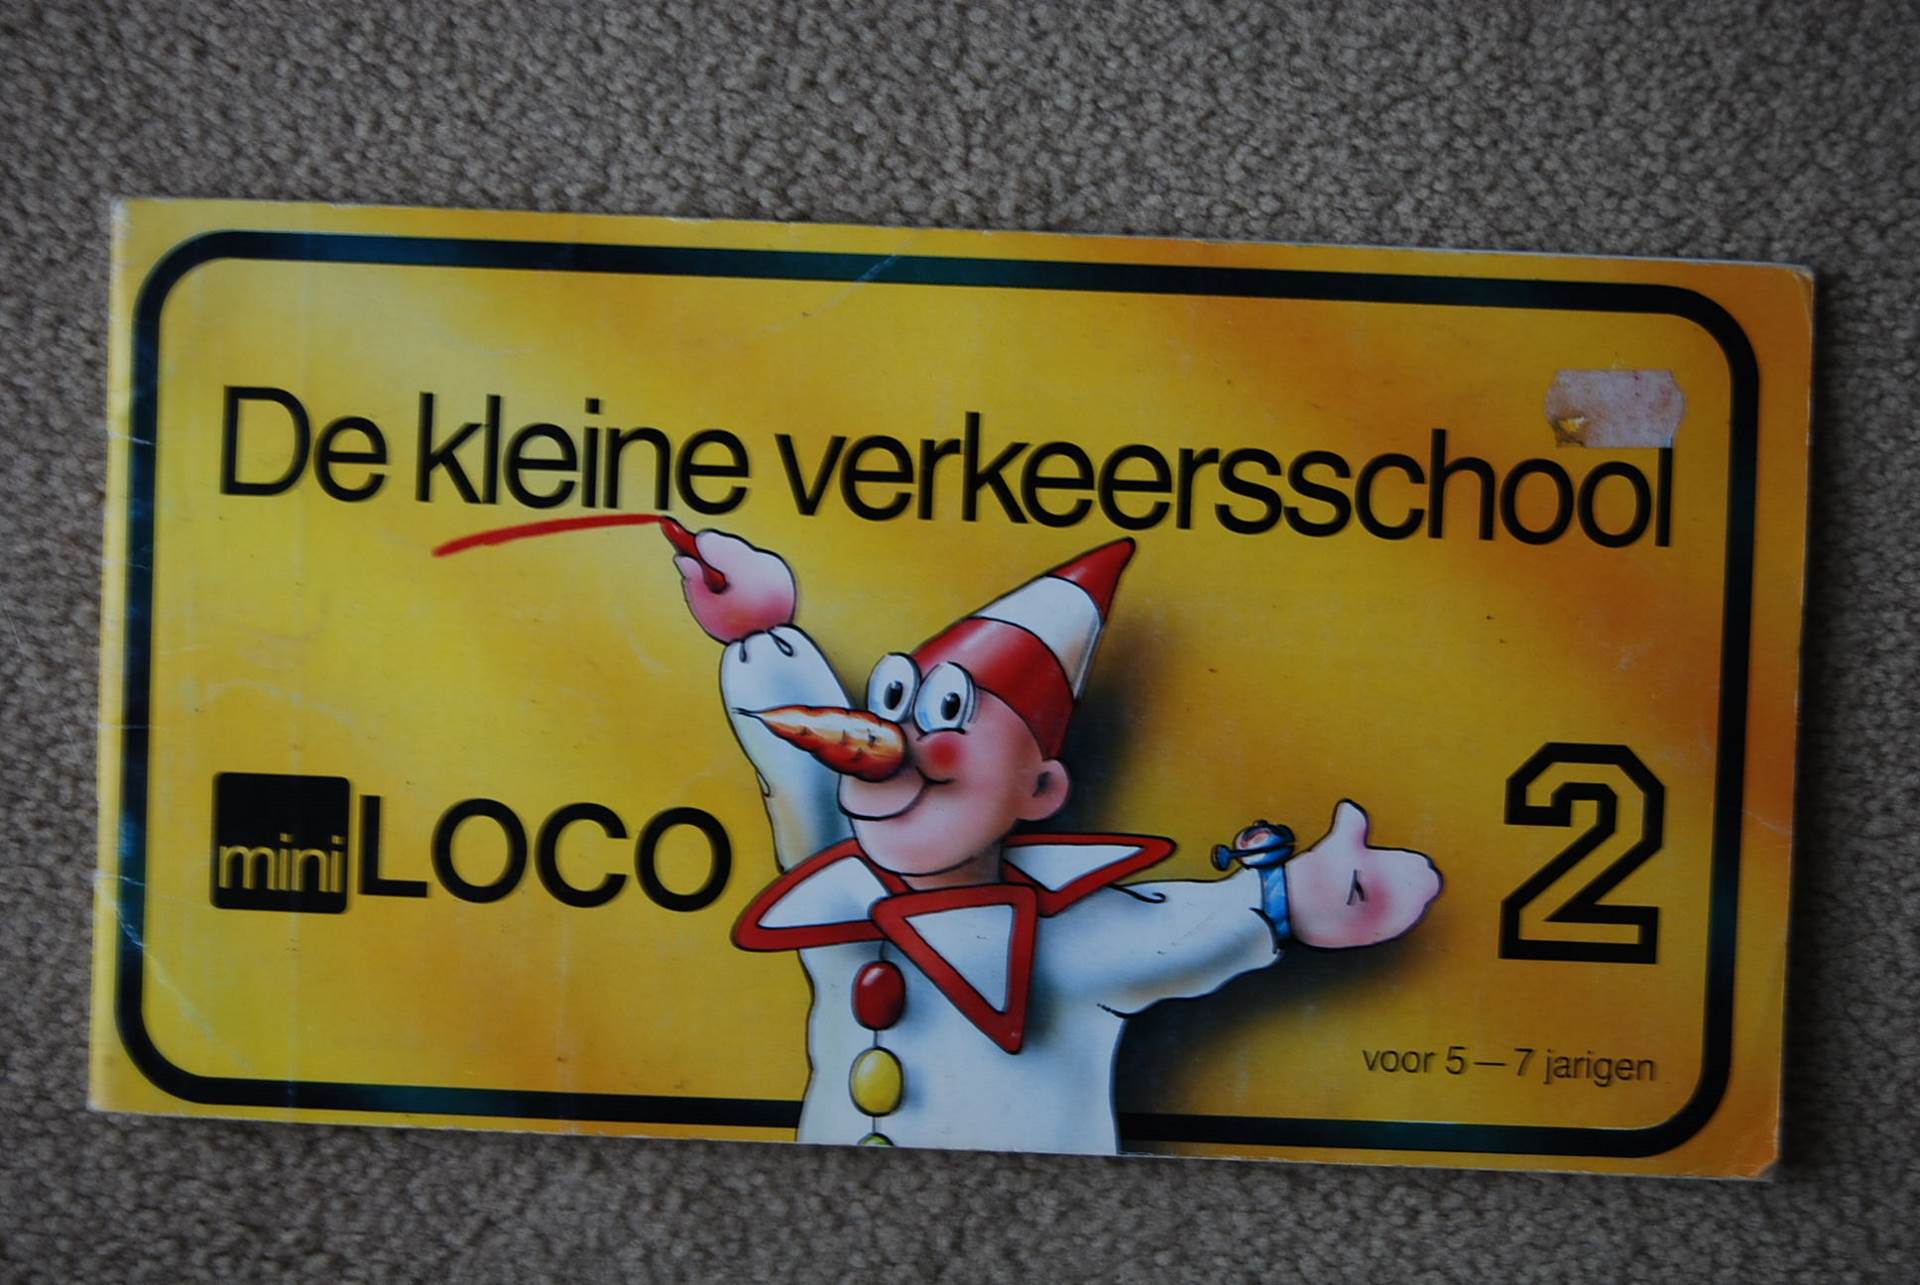 De kleine verkeersschool
mini LOCO
2
voor 5 – 7 jarigen